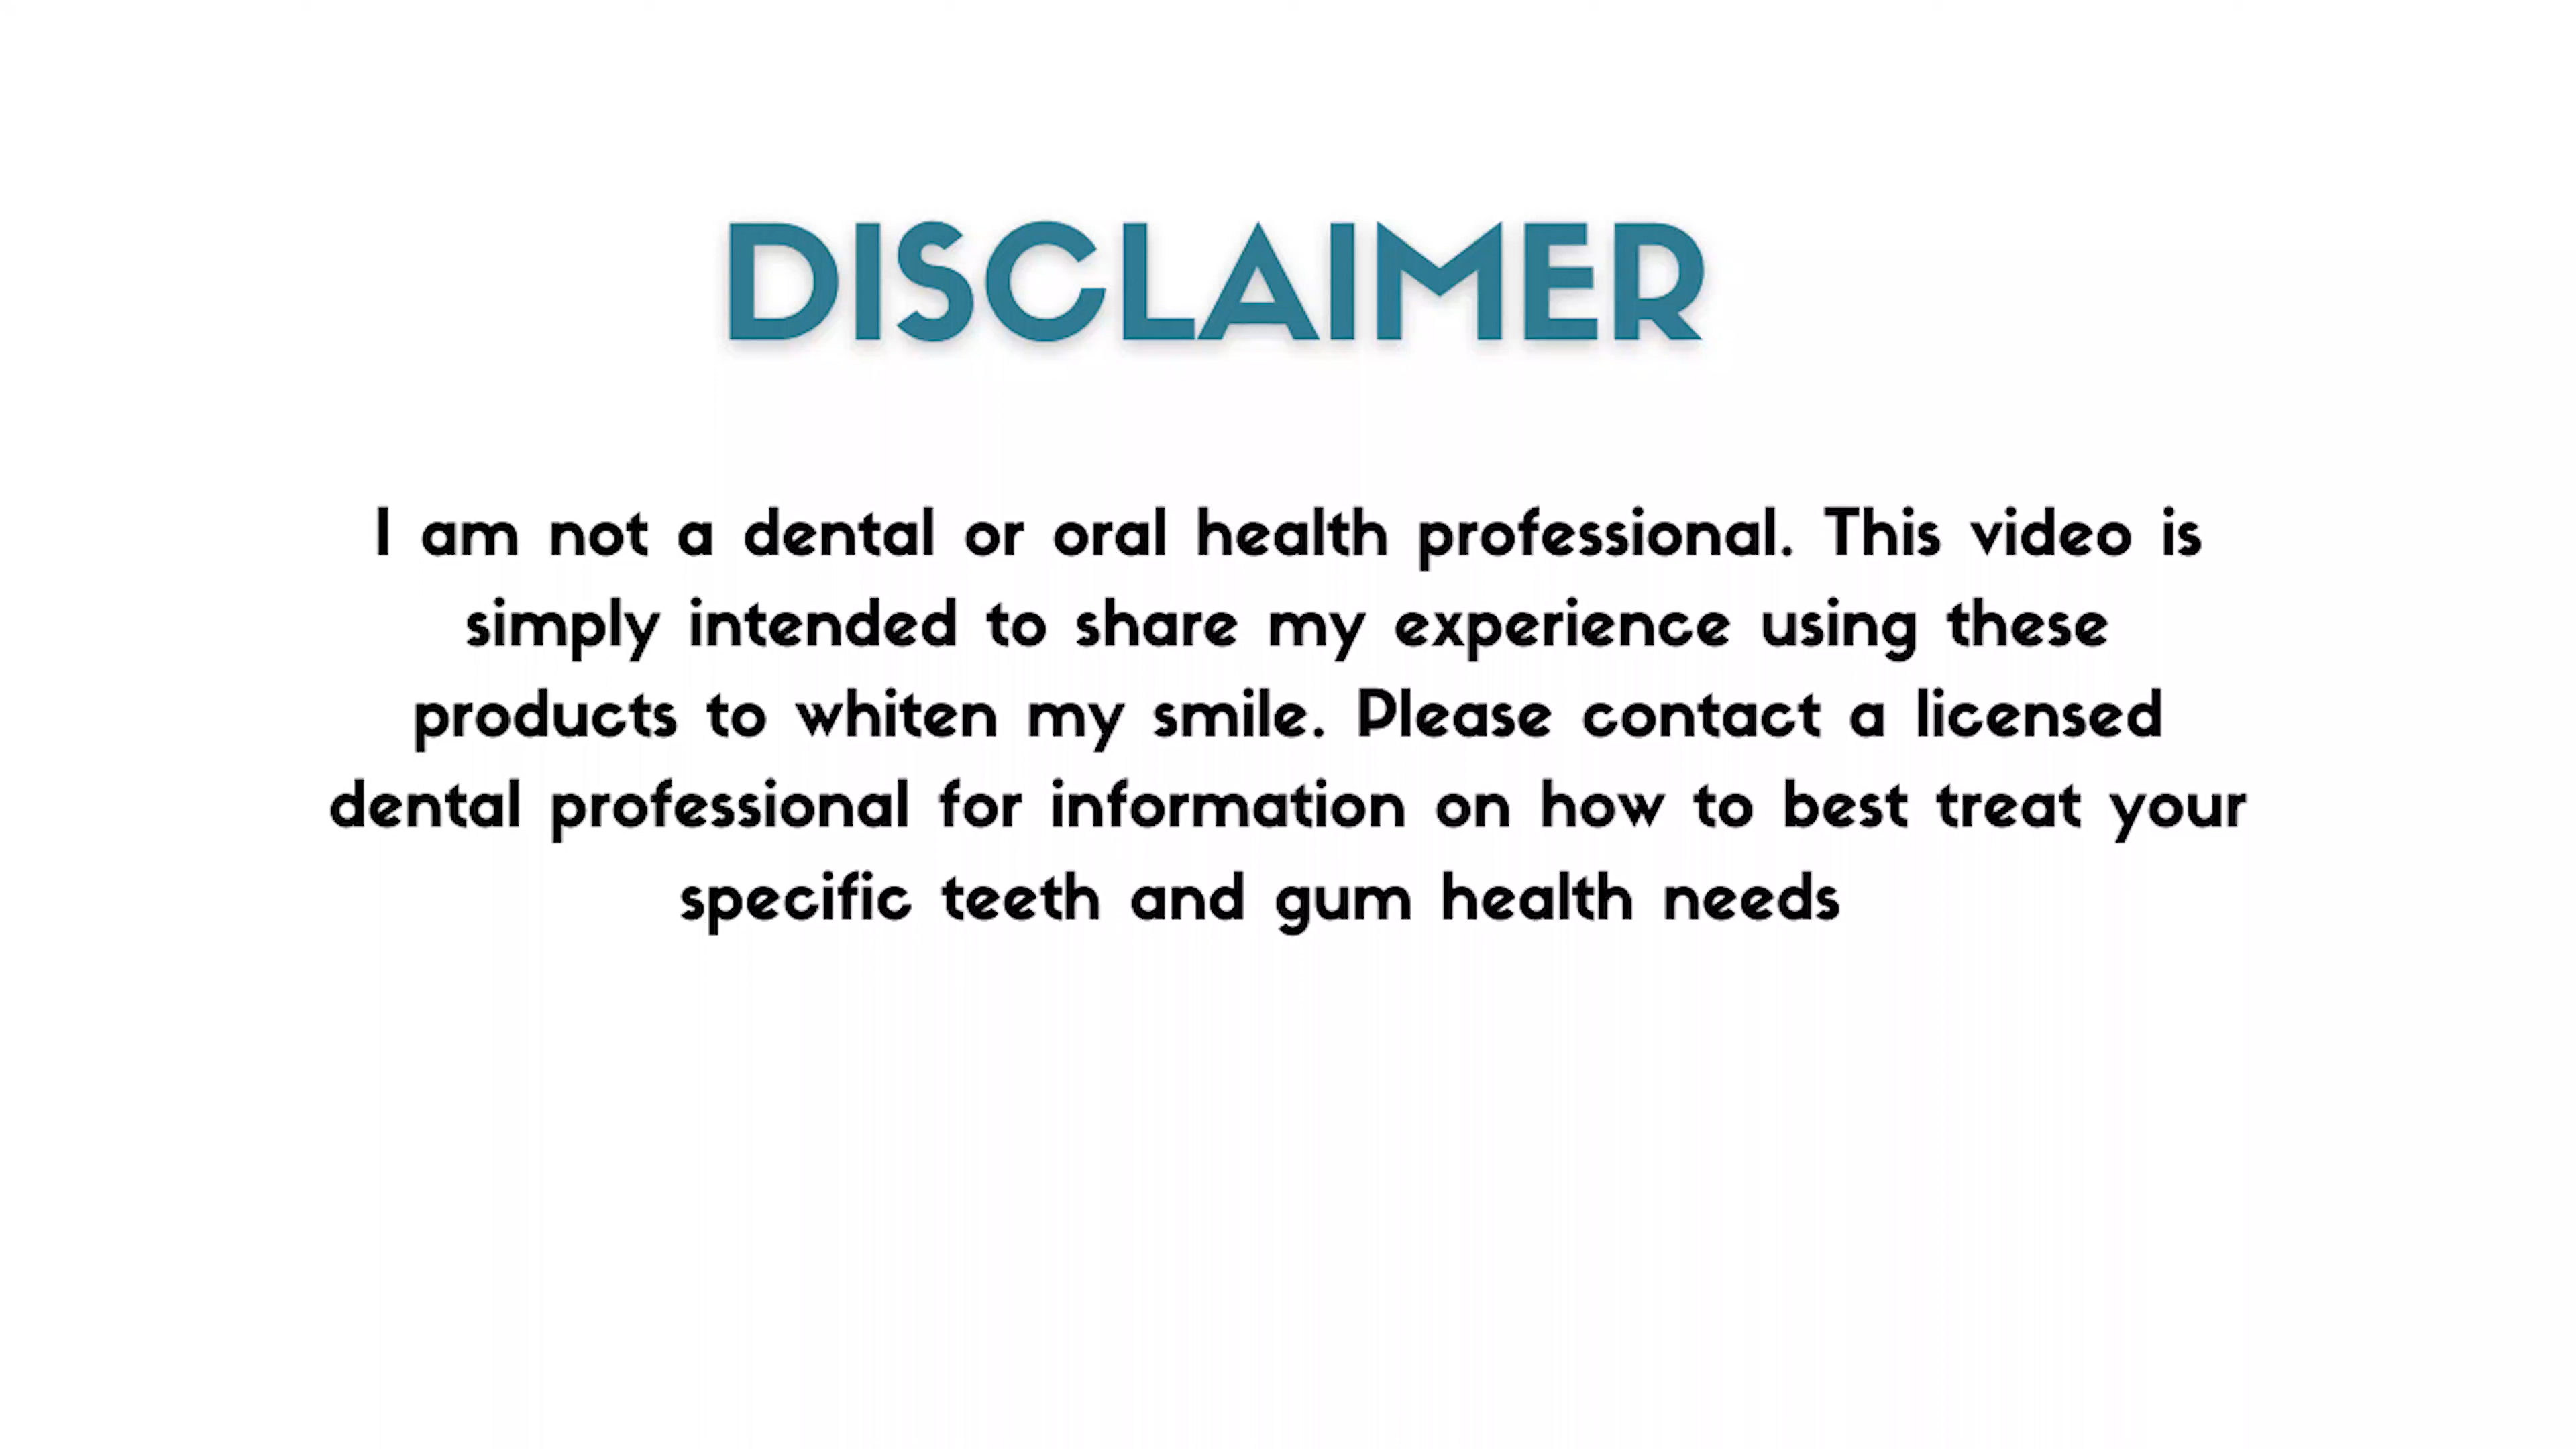 DISCLAIMER
I am not a dental or oral health professional. This video is
simply intended to share my experience using these
products to whiten my smile. Please contact a licensed
dental professional for information on how to best treat your
specific teeth and gum health needs